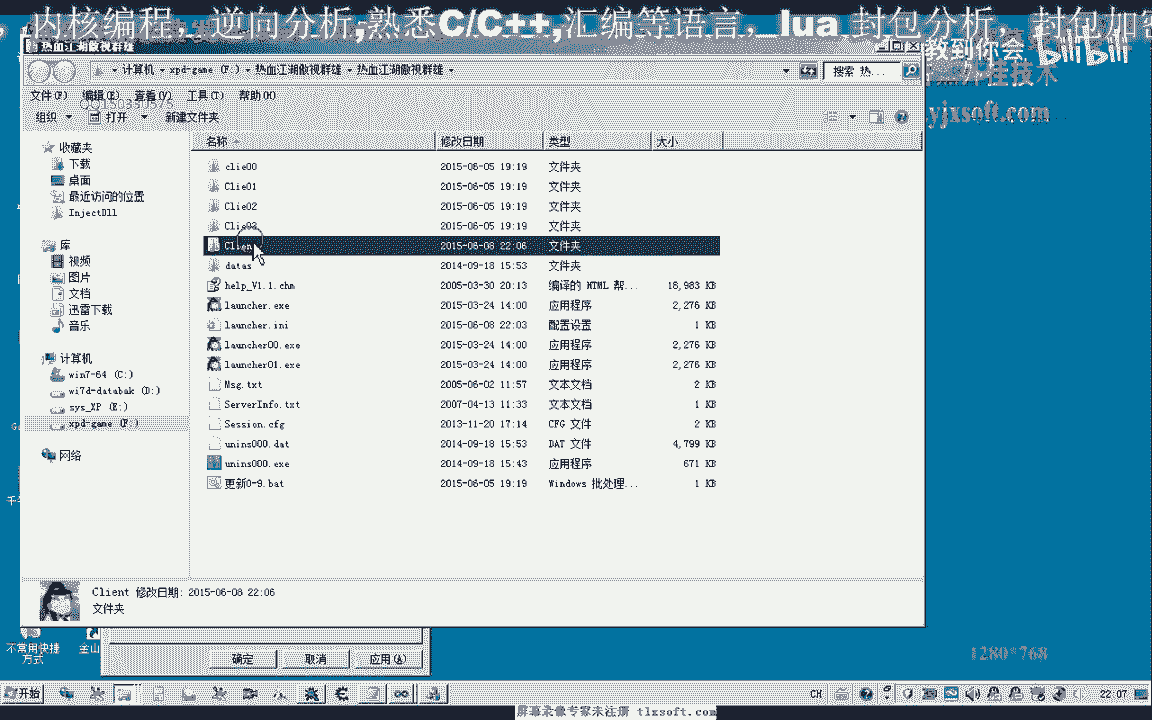 ，内核编程，逆向分析,熟悉C/C++,汇编等语言，lua 封包分析，封包加密
热血江湖傲视群雄
教到你会 bilibili
外挂技术
计算机 xpd-game (F:) 热血江湖傲视群雄 热血江湖傲视群雄
搜索 热...
文件(F) 编辑(E) 查看(V) 工具(T) 帮助(H)
QQ150330575
组织 打开 新建文件夹
.yjxsoft.com
名称 修改日期 类型 大小
收藏夹
下载
桌面
最近访问的位置
InjectDll
库
视频
图片
文档
迅雷下载
音乐
计算机
win7-64 (C:)
wi7d-databak (D:)
sys_XP (E:)
xpd-game (F:)
网络
clie00 2015-06-05 19:19 文件夹
Clie01 2015-06-05 19:19 文件夹
Clie02 2015-06-05 19:19 文件夹
Clie03 2015-06-05 19:19 文件夹
Client 2015-06-08 22:06 文件夹
datas 2014-09-18 15:53 文件夹
help_V1.1.chm 2005-03-30 20:13 编译的 HTML 帮... 18,983 KB
launcher.exe 2015-03-24 14:00 应用程序 2,276 KB
launcher.ini 2015-06-08 22:03 配置设置 1 KB
launcher00.exe 2015-03-24 14:00 应用程序 2,276 KB
launcher01.exe 2015-03-24 14:00 应用程序 2,276 KB
Msg.txt 2005-06-02 11:57 文本文档 2 KB
ServerInfo.txt 2007-04-13 11:33 文本文档 1 KB
Session.cfg 2013-11-20 17:14 CFG 文件 2 KB
unins000.dat 2014-09-18 15:53 DAT 文件 4,799 KB
unins000.exe 2014-09-18 15:43 应用程序 671 KB
更新0-9.bat 2015-06-05 19:19 Windows 批处理... 1 KB
Client 修改日期: 2015-06-08 22:06
文件夹
不常用快捷方式 金山
确定 取消 应用(A)
1280*768
开始 CH 22:07
屏幕录像专家未注册 tlxsoft.com